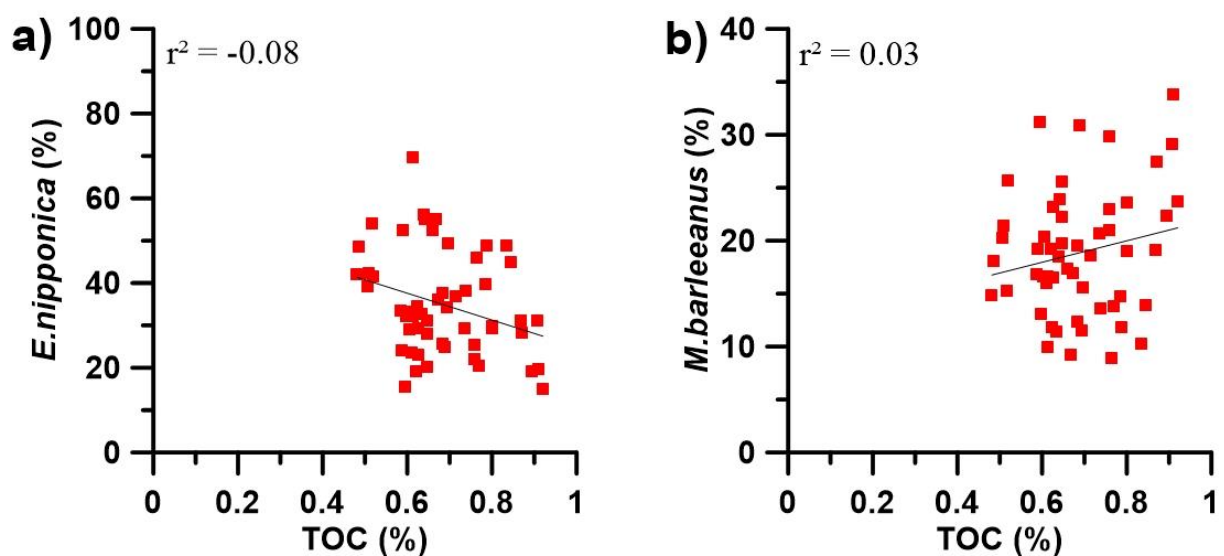 a)
r² = -0.08
E.nipponica (%)
100
80
60
40
20
0
0 0.2 0.4 0.6 0.8 1
TOC (%)
b)
r² = 0.03
M.barleeanus (%)
40
30
20
10
0
0 0.2 0.4 0.6 0.8 1
TOC (%)